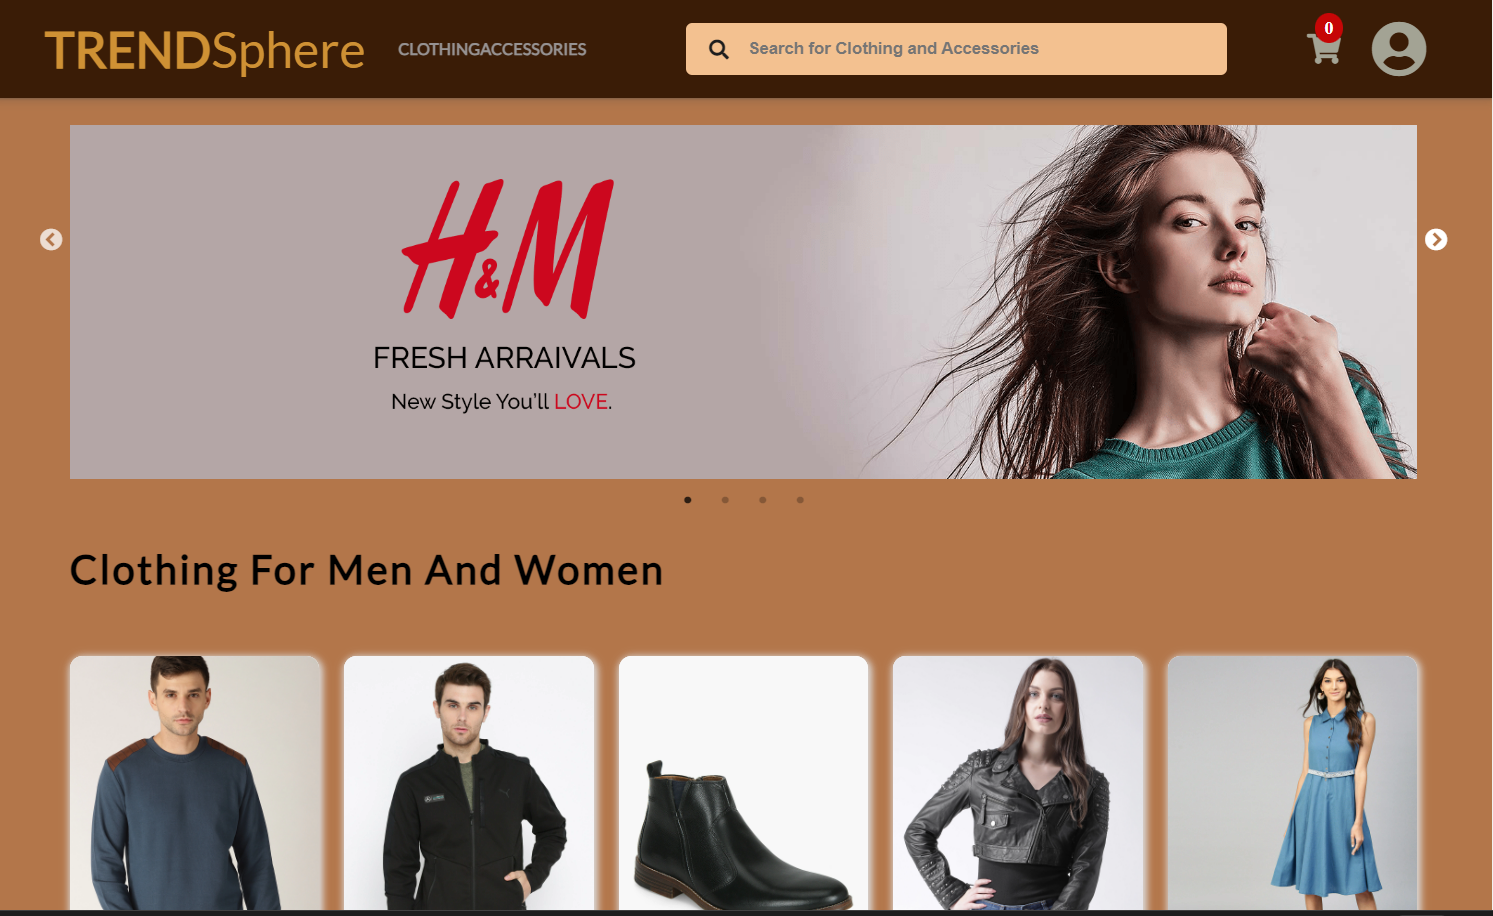 TRENDSphere
CLOTHINGACCESSORIES
Search for Clothing and Accessories
0
H&M
FRESH ARRAIVALS
New Style You'll LOVE.
Clothing For Men And Women